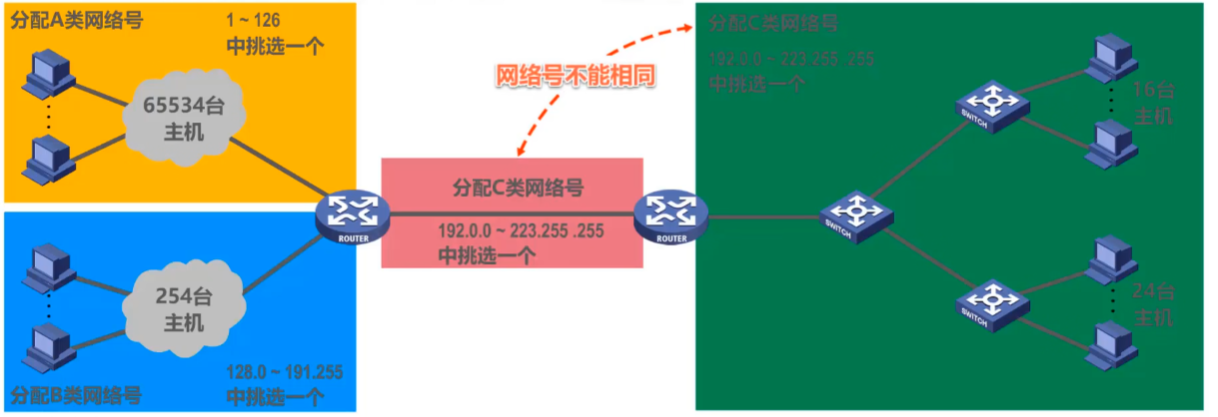 分配A类网络号
1 ~ 126
中挑选一个
65534台
主机
分配B类网络号
128.0 ~ 191.255
中挑选一个
254台
主机
ROUTER
分配C类网络号
192.0.0 ~ 223.255 .255
中挑选一个
网络号不能相同
ROUTER
分配C类网络号
192.0.0 ~ 223.255 .255
中挑选一个
SWITCH
SWITCH
SWITCH
16台
主机
24台
主机